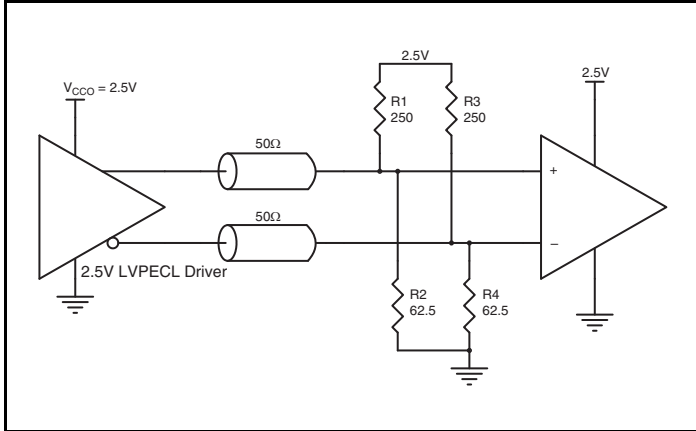 2.5V
V_CCO = 2.5V
2.5V
R1
250
R3
250
50Ω
+
50Ω
–
2.5V LVPECL Driver
R2
62.5
R4
62.5